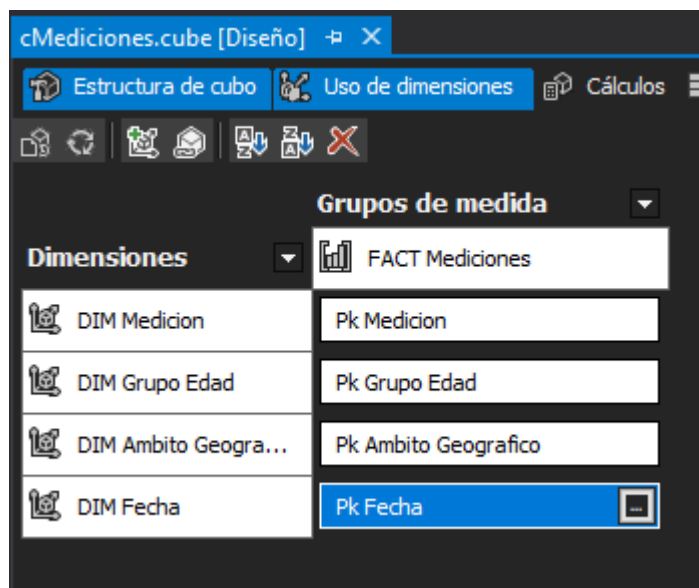 cMediciones.cube [Diseño]
Estructura de cubo Uso de dimensiones Cálculos
Grupos de medida
Dimensiones FACT Mediciones
DIM Medicion Pk Medicion
DIM Grupo Edad Pk Grupo Edad
DIM Ambito Geogra... Pk Ambito Geografico
DIM Fecha Pk Fecha ...